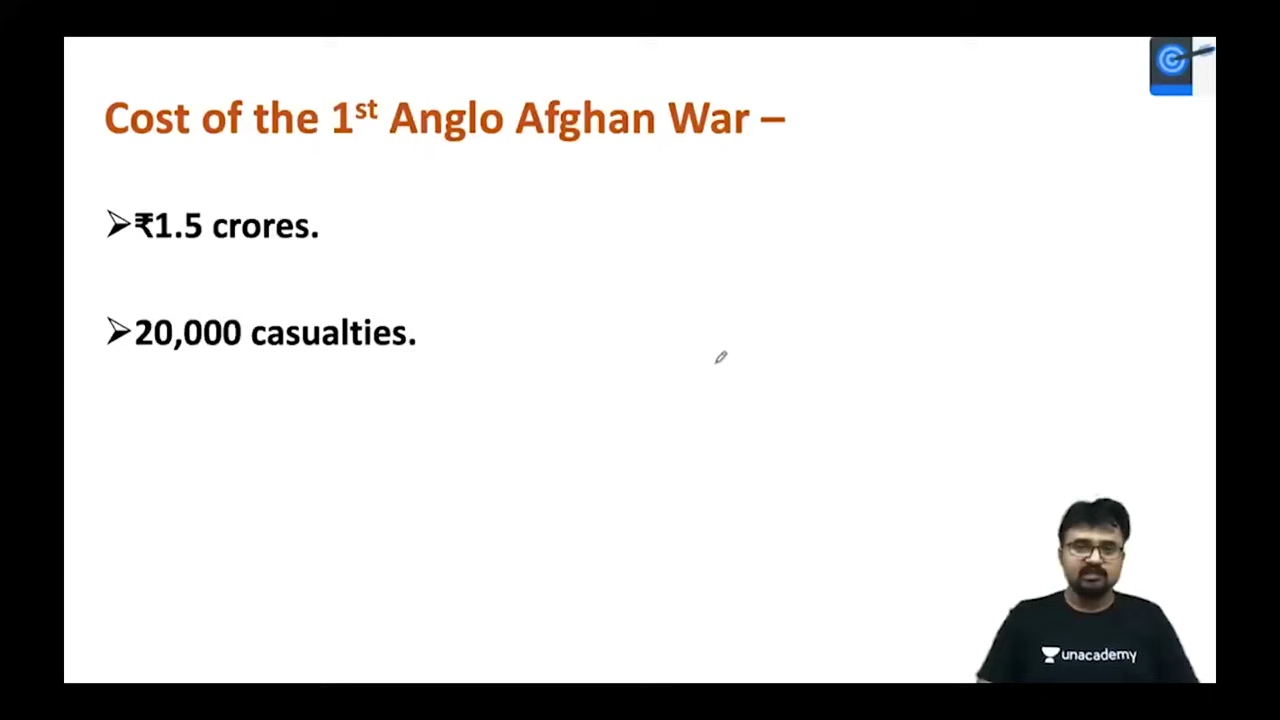 Cost of the 1st Anglo Afghan War –
➢₹1.5 crores.
➢20,000 casualties.
unacademy